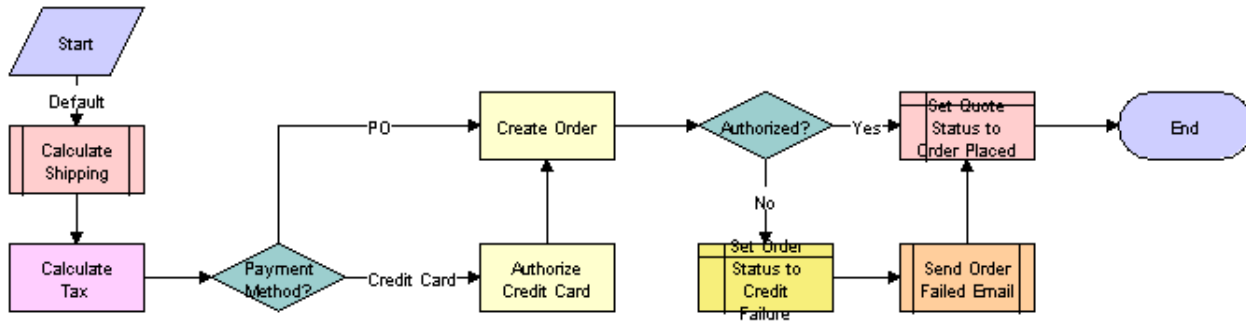 Start
Default
Calculate
Shipping
Calculate
Tax
Payment
Method?
PO
Credit Card
Create Order
Authorize
Credit Card
Authorized?
Yes
No
Set Order
Status to
Credit
Failure
Send Order
Failed Email
Set Quote
Status to
Order Placed
End